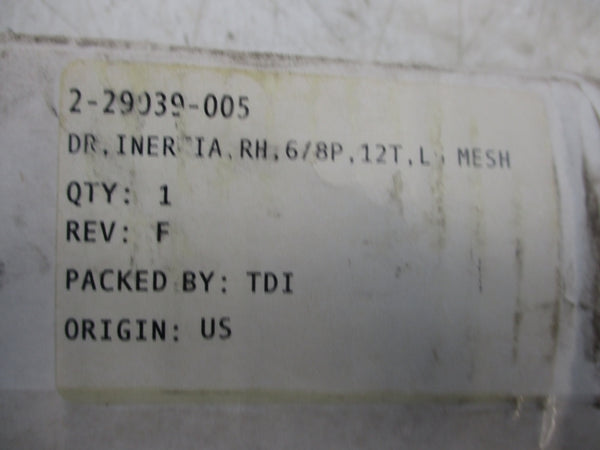 2-29039-005
DR,INERTIA,RH,6/8P,12T, MESH
QTY: 1
REV: F
PACKED BY: TDI
ORIGIN: US